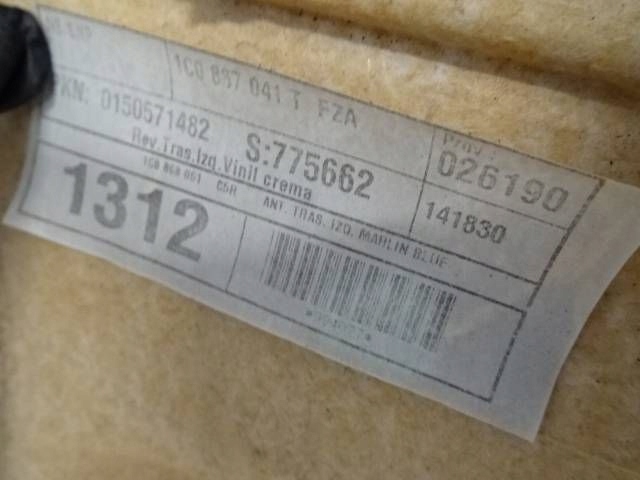 1C0 867 041 T FZA
PKN: 0150571482 S:775662 026190
Rev.Tras.Izq.Vinil crema 141830
C5R ANT. TRAS. IZQ. MARLIN BLUE
1312